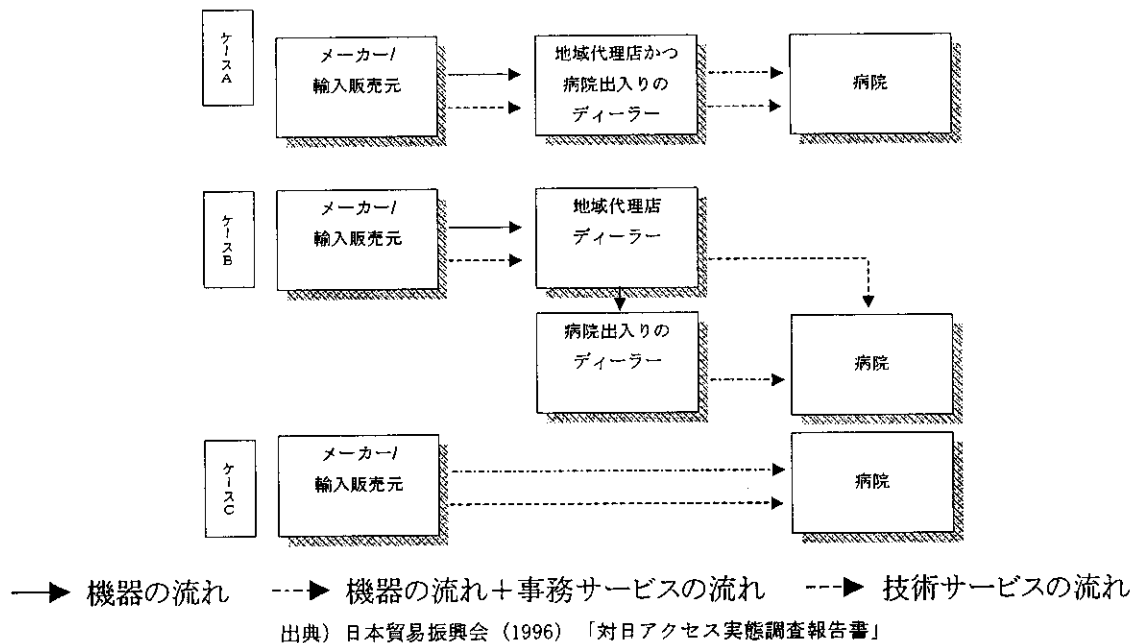 ケースA
メーカー/
輸入販売元
地域代理店かつ
病院出入りの
ディーラー
病院
ケースB
メーカー/
輸入販売元
地域代理店
ディーラー
病院出入りの
ディーラー
病院
ケースC
メーカー/
輸入販売元
病院
機器の流れ 機器の流れ+事務サービスの流れ 技術サービスの流れ
出典）日本貿易振興会（1996）「対日アクセス実態調査報告書」